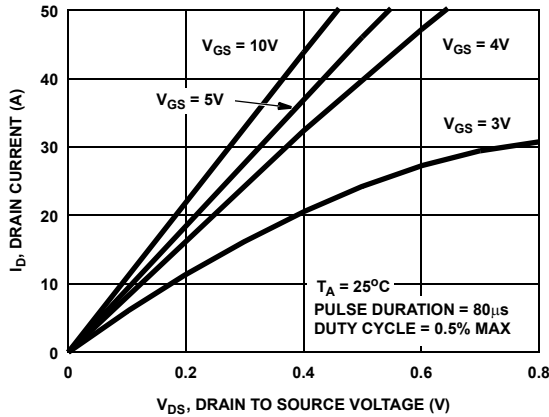 50
40
30
20
10
0
I_D, DRAIN CURRENT (A)
V_GS = 10V
V_GS = 4V
V_GS = 5V
V_GS = 3V
T_A = 25°C
PULSE DURATION = 80µs
DUTY CYCLE = 0.5% MAX
0 0.2 0.4 0.6 0.8
V_DS, DRAIN TO SOURCE VOLTAGE (V)